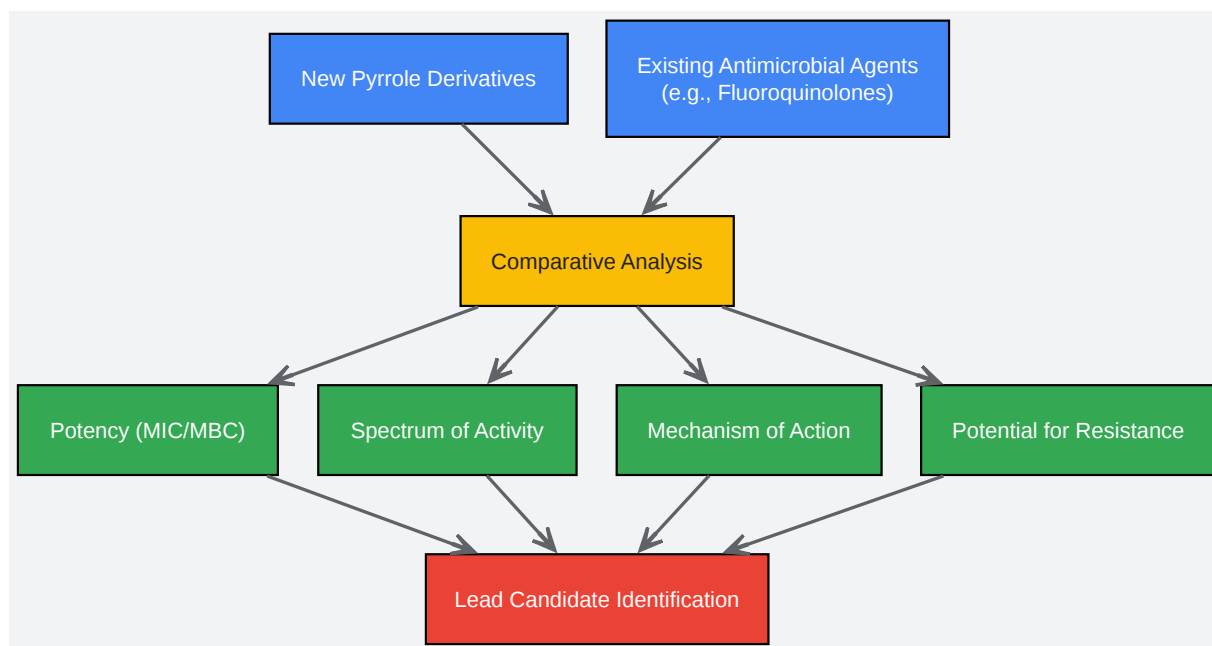 New Pyrrole Derivatives
Existing Antimicrobial Agents
(e.g., Fluoroquinolones)
Comparative Analysis
Potency (MIC/MBC)
Spectrum of Activity
Mechanism of Action
Potential for Resistance
Lead Candidate Identification